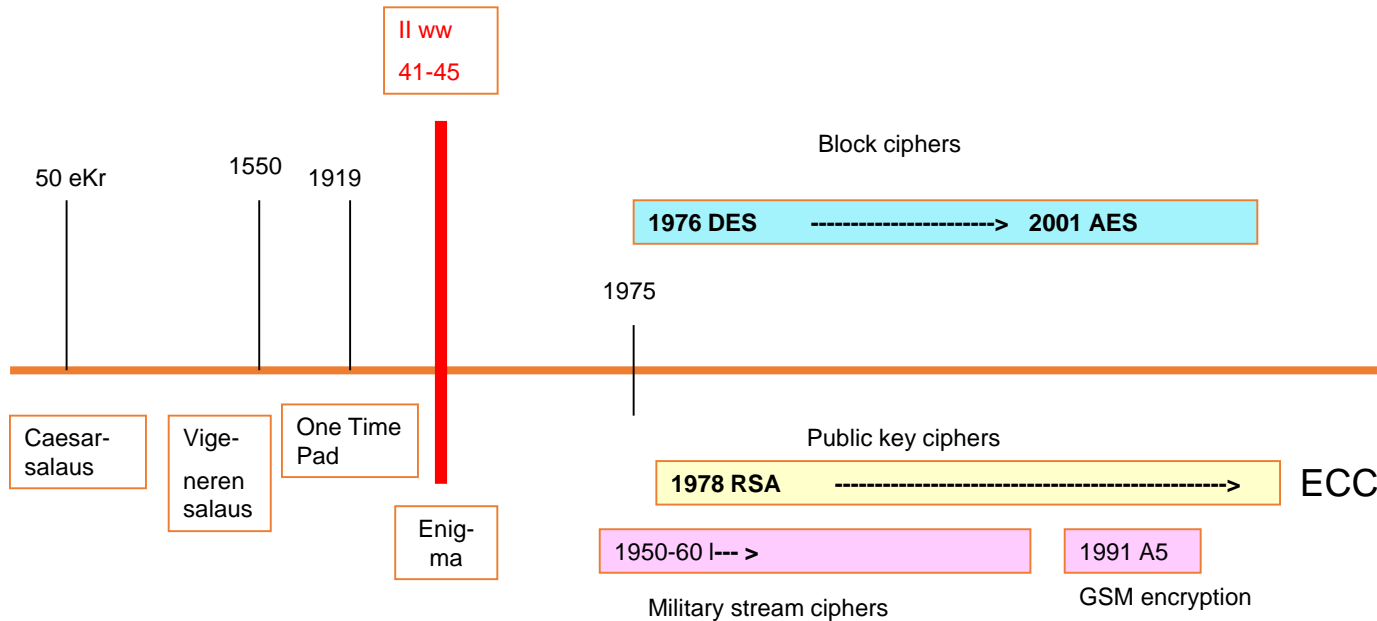 II ww
41-45
Block ciphers
50 eKr
1550
1919
1976 DES -----------------------> 2001 AES
1975
Caesar-
salaus
Vige-
neren
salaus
One Time
Pad
Public key ciphers
1978 RSA -------------------------------------------------> ECC
Enig-
ma
1950-60 l--- >
1991 A5
Military stream ciphers
GSM encryption